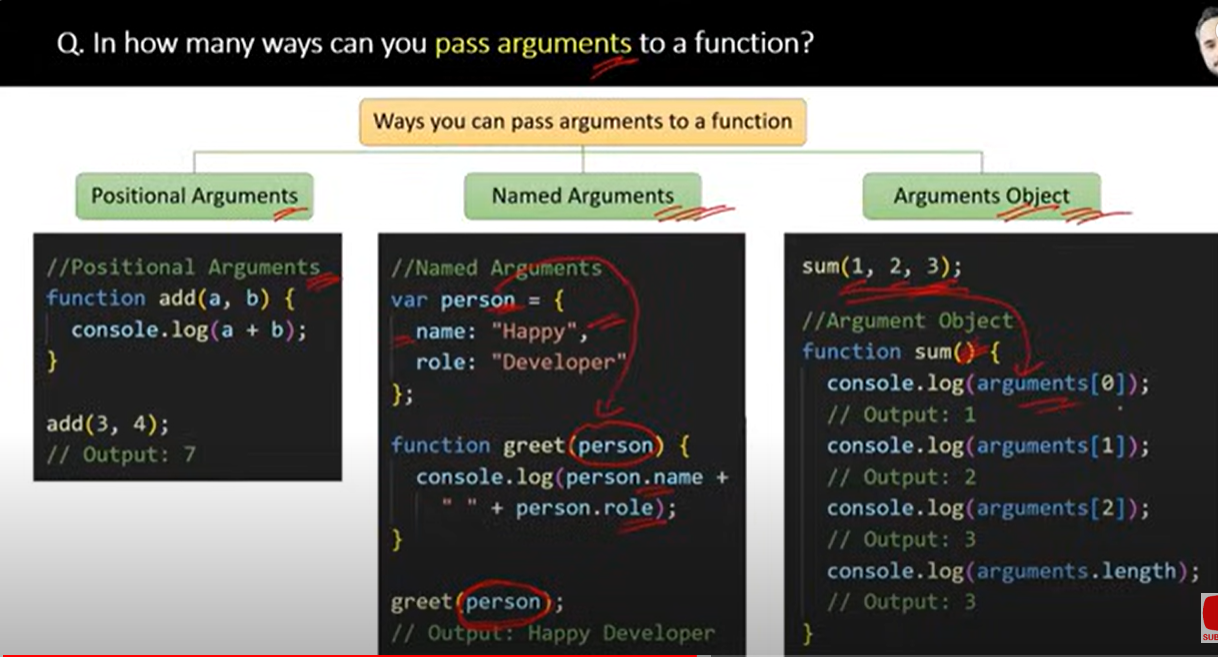 Q. In how many ways can you pass arguments to a function?
Ways you can pass arguments to a function
Positional Arguments
//Positional Arguments
function add(a, b) {
console.log(a + b);
}
add(3, 4);
// Output: 7
Named Arguments
//Named Arguments
var person = {
name: "Happy",
role: "Developer"
};
function greet(person) {
console.log(person.name +
" " + person.role);
}
greet(person);
// Output: Happy Developer
Arguments Object
sum(1, 2, 3);
//Argument Object
function sum() {
console.log(arguments[0]);
// Output: 1
console.log(arguments[1]);
// Output: 2
console.log(arguments[2]);
// Output: 3
console.log(arguments.length);
// Output: 3
}
SUB